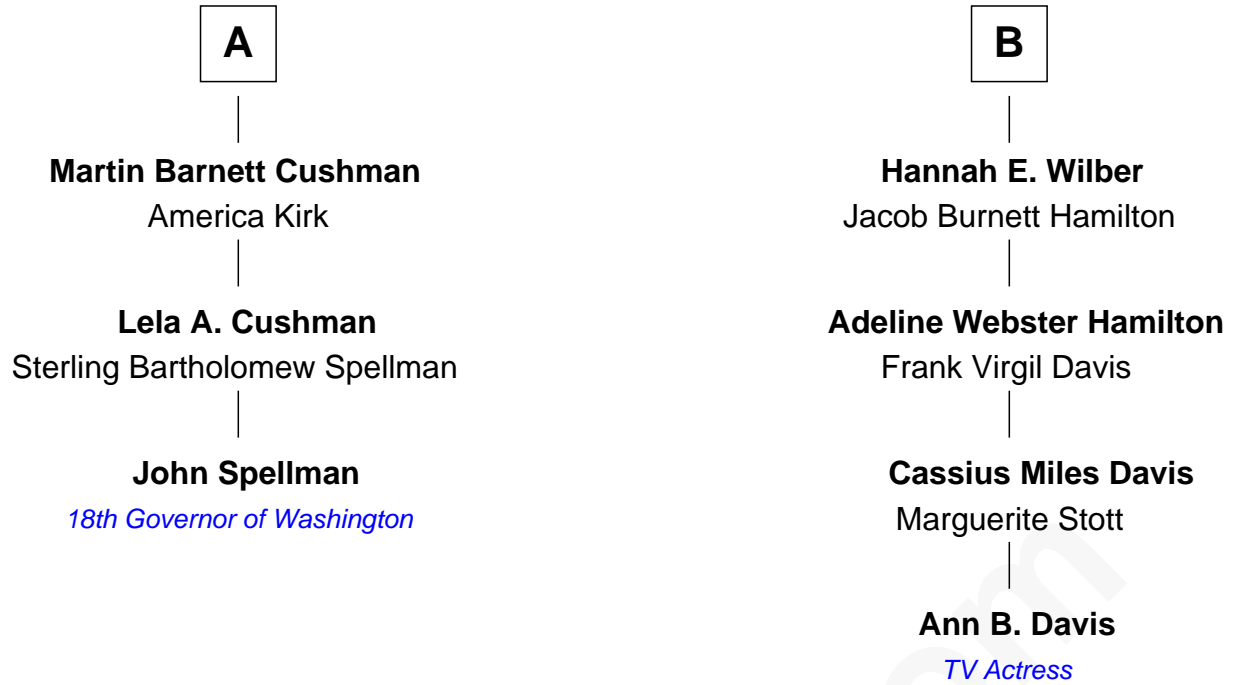 A
Martin Barnett Cushman
America Kirk
Lela A. Cushman
Sterling Bartholomew Spellman
John Spellman
18th Governor of Washington
B
Hannah E. Wilber
Jacob Burnett Hamilton
Adeline Webster Hamilton
Frank Virgil Davis
Cassius Miles Davis
Marguerite Stott
Ann B. Davis
TV Actress